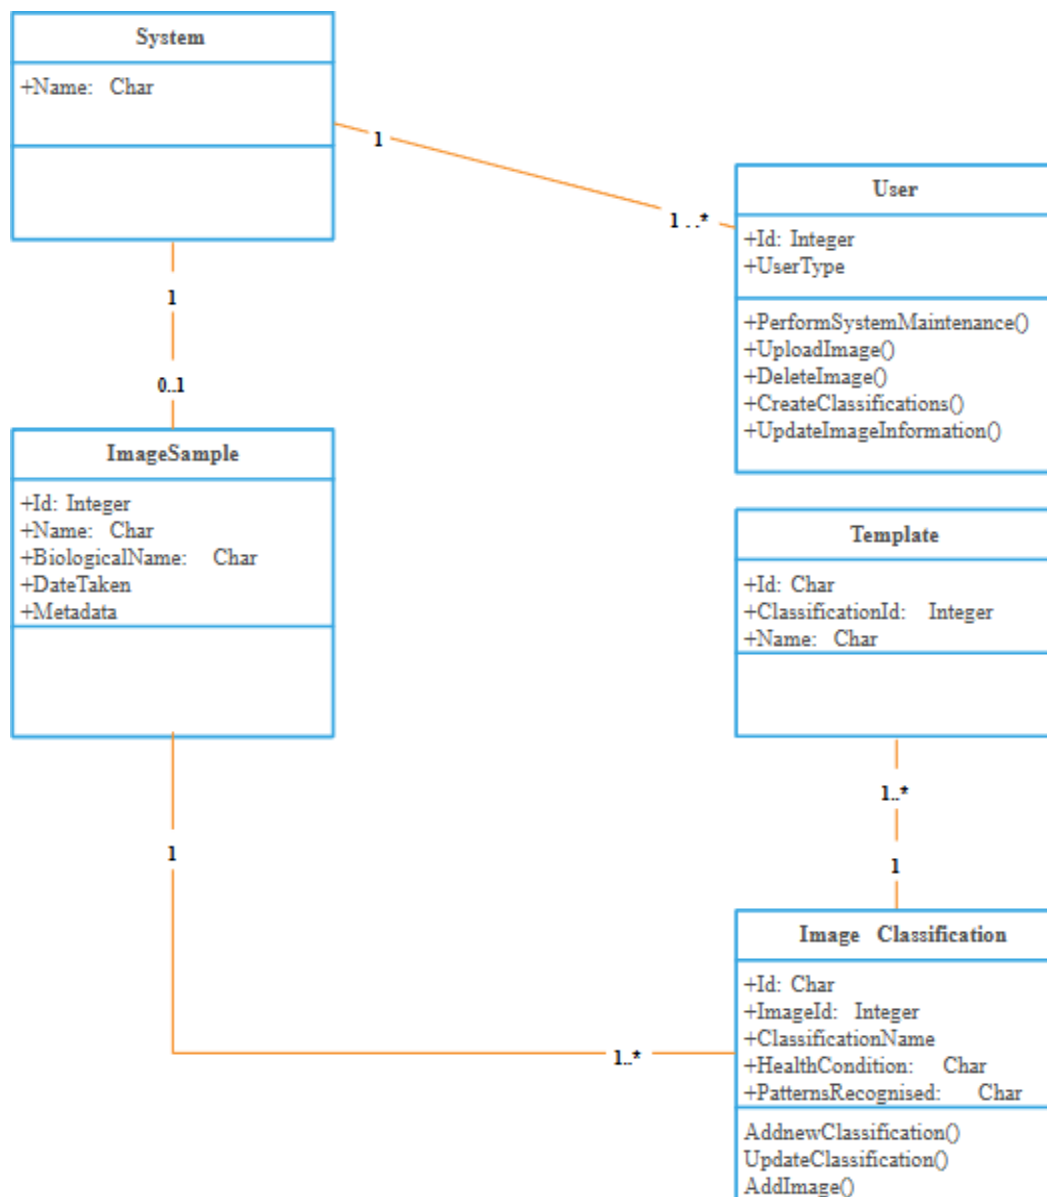 System
+Name: Char
1
1 . .*
User
+Id: Integer
+UserType
+PerformSystemMaintenance()
+UploadImage()
+DeleteImage()
+CreateClassifications()
+UpdateImageInformation()
1
0..1
ImageSample
+Id: Integer
+Name: Char
+BiologicalName: Char
+DateTaken
+Metadata
Template
+Id: Char
+ClassificationId: Integer
+Name: Char
1..*
1
1
1..*
Image Classification
+Id: Char
+ImageId: Integer
+ClassificationName
+HealthCondition: Char
+PatternsRecognised: Char
AddnewClassification()
UpdateClassification()
AddImage()